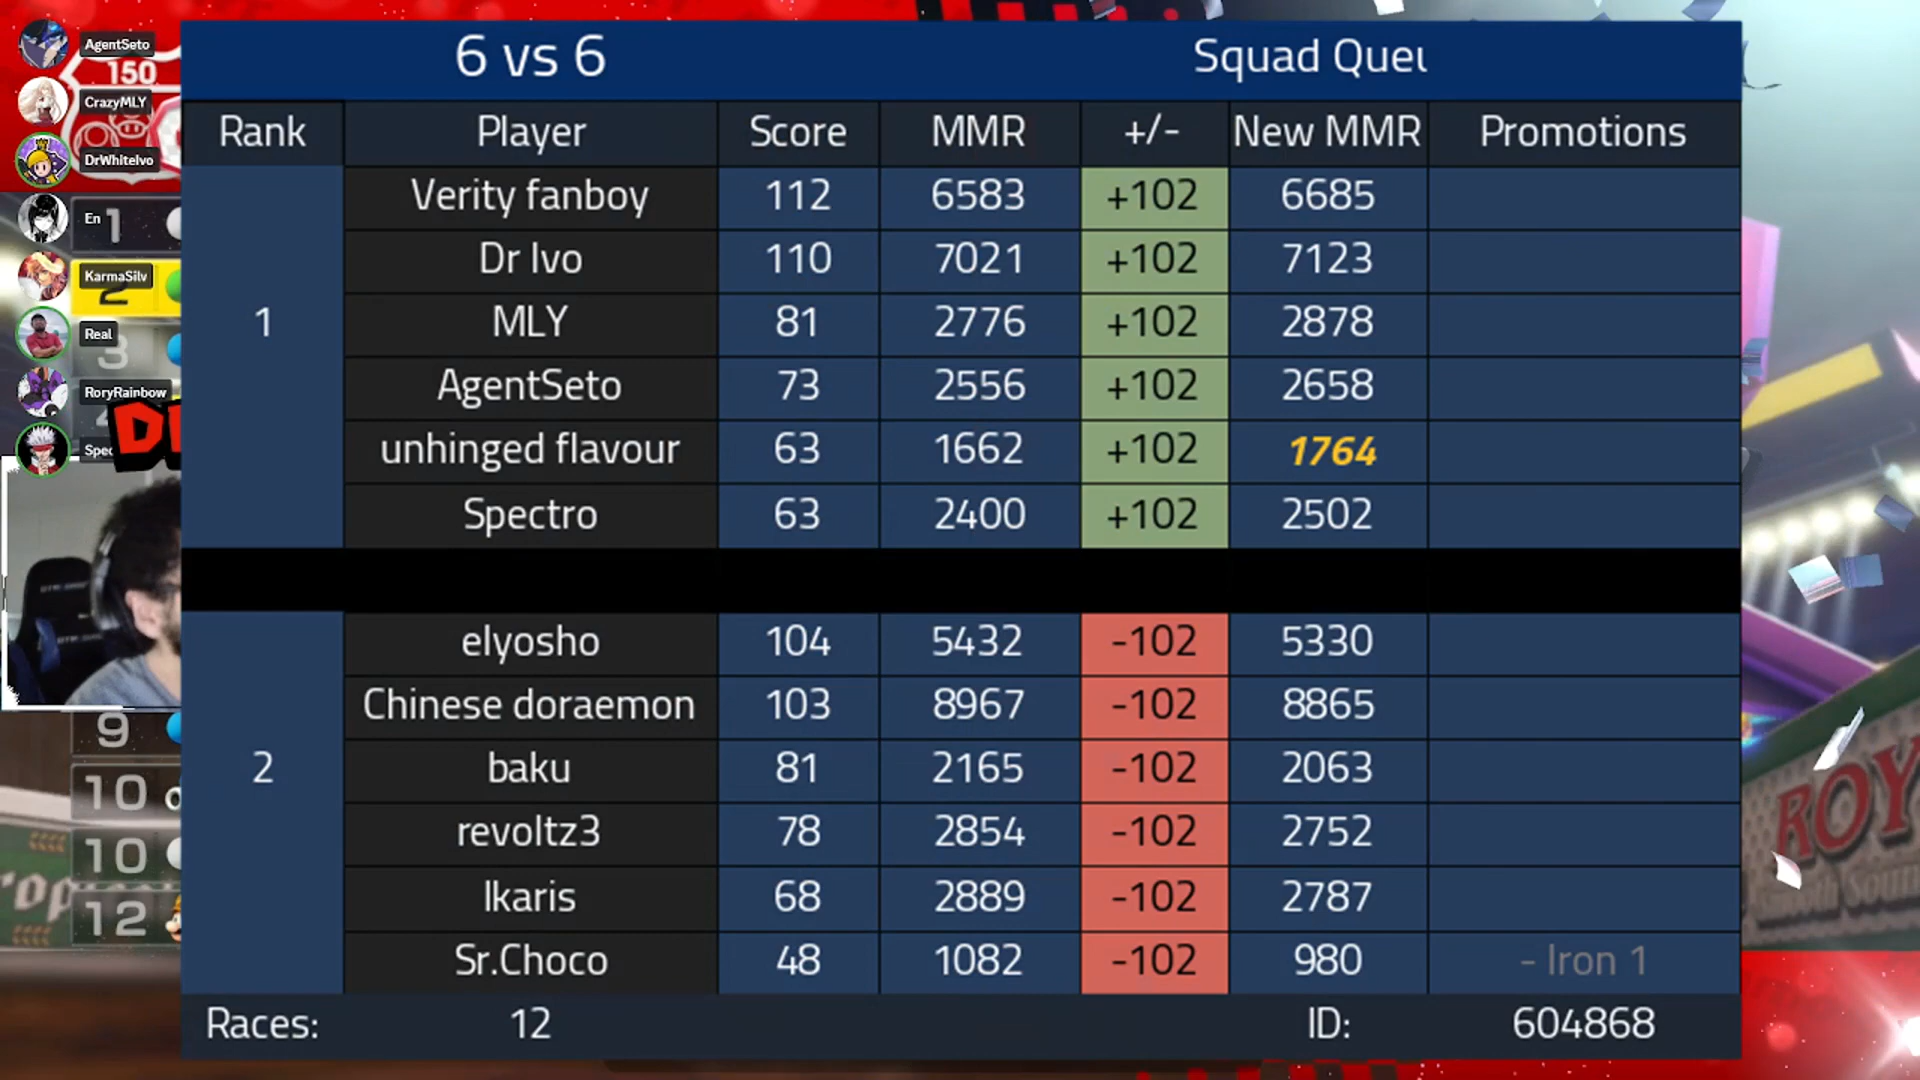 AgentSeto
150
CrazyMLY
DrWhiteIvo
En
1
KarmaSilv
2
Real
3
RoryRainbow
Spec
9
10
10
12
6 vs 6 Squad Queu
Rank Player Score MMR +/- New MMR Promotions
1
Verity fanboy 112 6583 +102 6685
Dr Ivo 110 7021 +102 7123
MLY 81 2776 +102 2878
AgentSeto 73 2556 +102 2658
unhinged flavour 63 1662 +102 1764
Spectro 63 2400 +102 2502
2
elyosho 104 5432 -102 5330
Chinese doraemon 103 8967 -102 8865
baku 81 2165 -102 2063
revoltz3 78 2854 -102 2752
Ikaris 68 2889 -102 2787
Sr.Choco 48 1082 -102 980 - Iron 1
Races: 12 ID: 604868
ROY